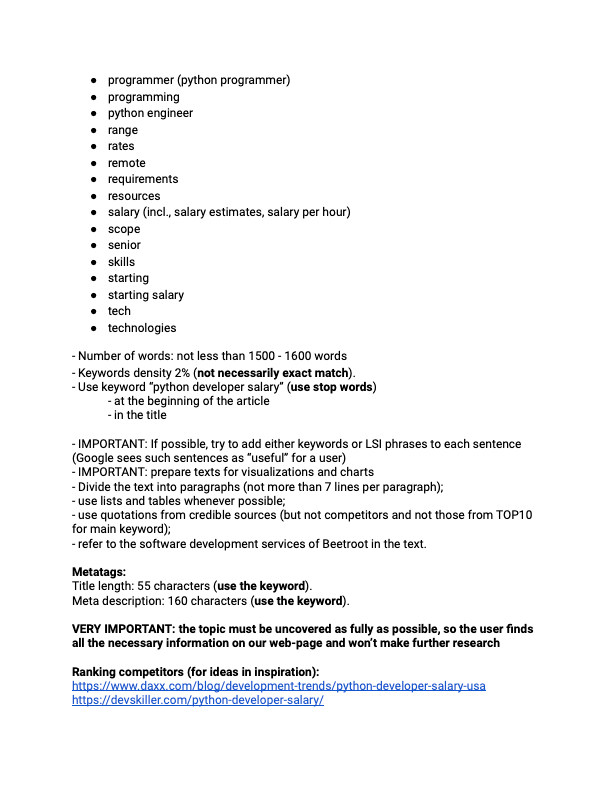 ● programmer (python programmer)
● programming
● python engineer
● range
● rates
● remote
● requirements
● resources
● salary (incl., salary estimates, salary per hour)
● scope
● senior
● skills
● starting
● starting salary
● tech
● technologies
- Number of words: not less than 1500 - 1600 words
- Keywords density 2% (not necessarily exact match).
- Use keyword “python developer salary” (use stop words)
- at the beginning of the article
- in the title
- IMPORTANT: If possible, try to add either keywords or LSI phrases to each sentence
(Google sees such sentences as “useful” for a user)
- IMPORTANT: prepare texts for visualizations and charts
- Divide the text into paragraphs (not more than 7 lines per paragraph);
- use lists and tables whenever possible;
- use quotations from credible sources (but not competitors and not those from TOP10
for main keyword);
- refer to the software development services of Beetroot in the text.
Metatags:
Title length: 55 characters (use the keyword).
Meta description: 160 characters (use the keyword).
VERY IMPORTANT: the topic must be uncovered as fully as possible, so the user finds
all the necessary information on our web-page and won’t make further research
Ranking competitors (for ideas in inspiration):
https://www.daxx.com/blog/development-trends/python-developer-salary-usa
https://devskiller.com/python-developer-salary/